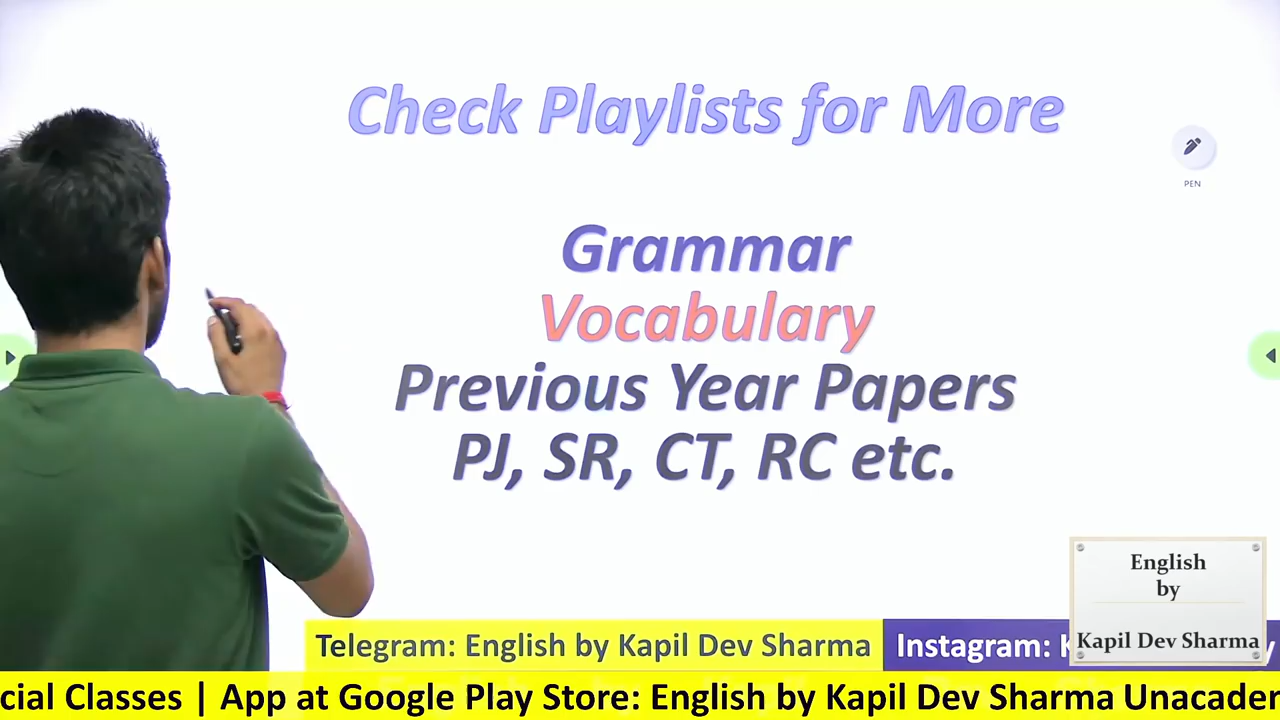 Check Playlists for More
PEN
Grammar
Vocabulary
Previous Year Papers
PJ, SR, CT, RC etc.
English
by
Kapil Dev Sharma
Telegram: English by Kapil Dev Sharma
Instagram:
Classes | App at Google Play Store: English by Kapil Dev Sharma